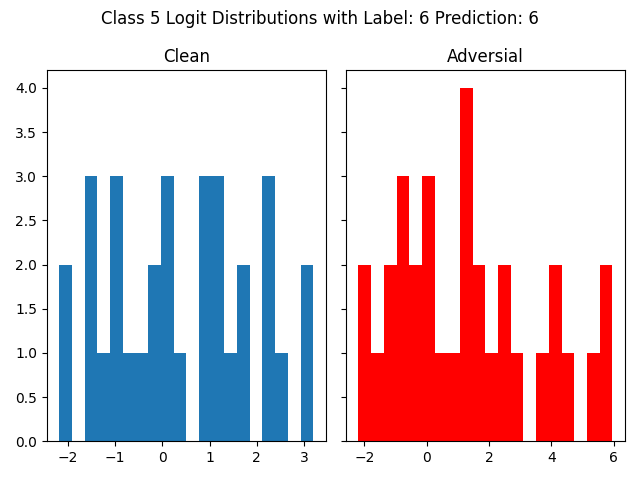 Class 5 Logit Distributions with Label: 6 Prediction: 6
Clean
Adversial
4.0
3.5
3.0
2.5
2.0
1.5
1.0
0.5
0.0
−2 −1 0 1 2 3
−2 0 2 4 6